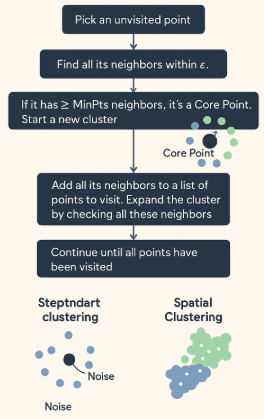 Pick an unvisited point
Find all its neighbors within ε.
If it has ≥ MinPts neighbors, it's a Core Point.
Start a new cluster
Core Point
Add all its neighbors to a list of
points to visit. Expand the cluster
by checking all these neighbors
Continue until all points have
been visited
Steptndart
clustering
Spatial
Clustering
Noise
Noise